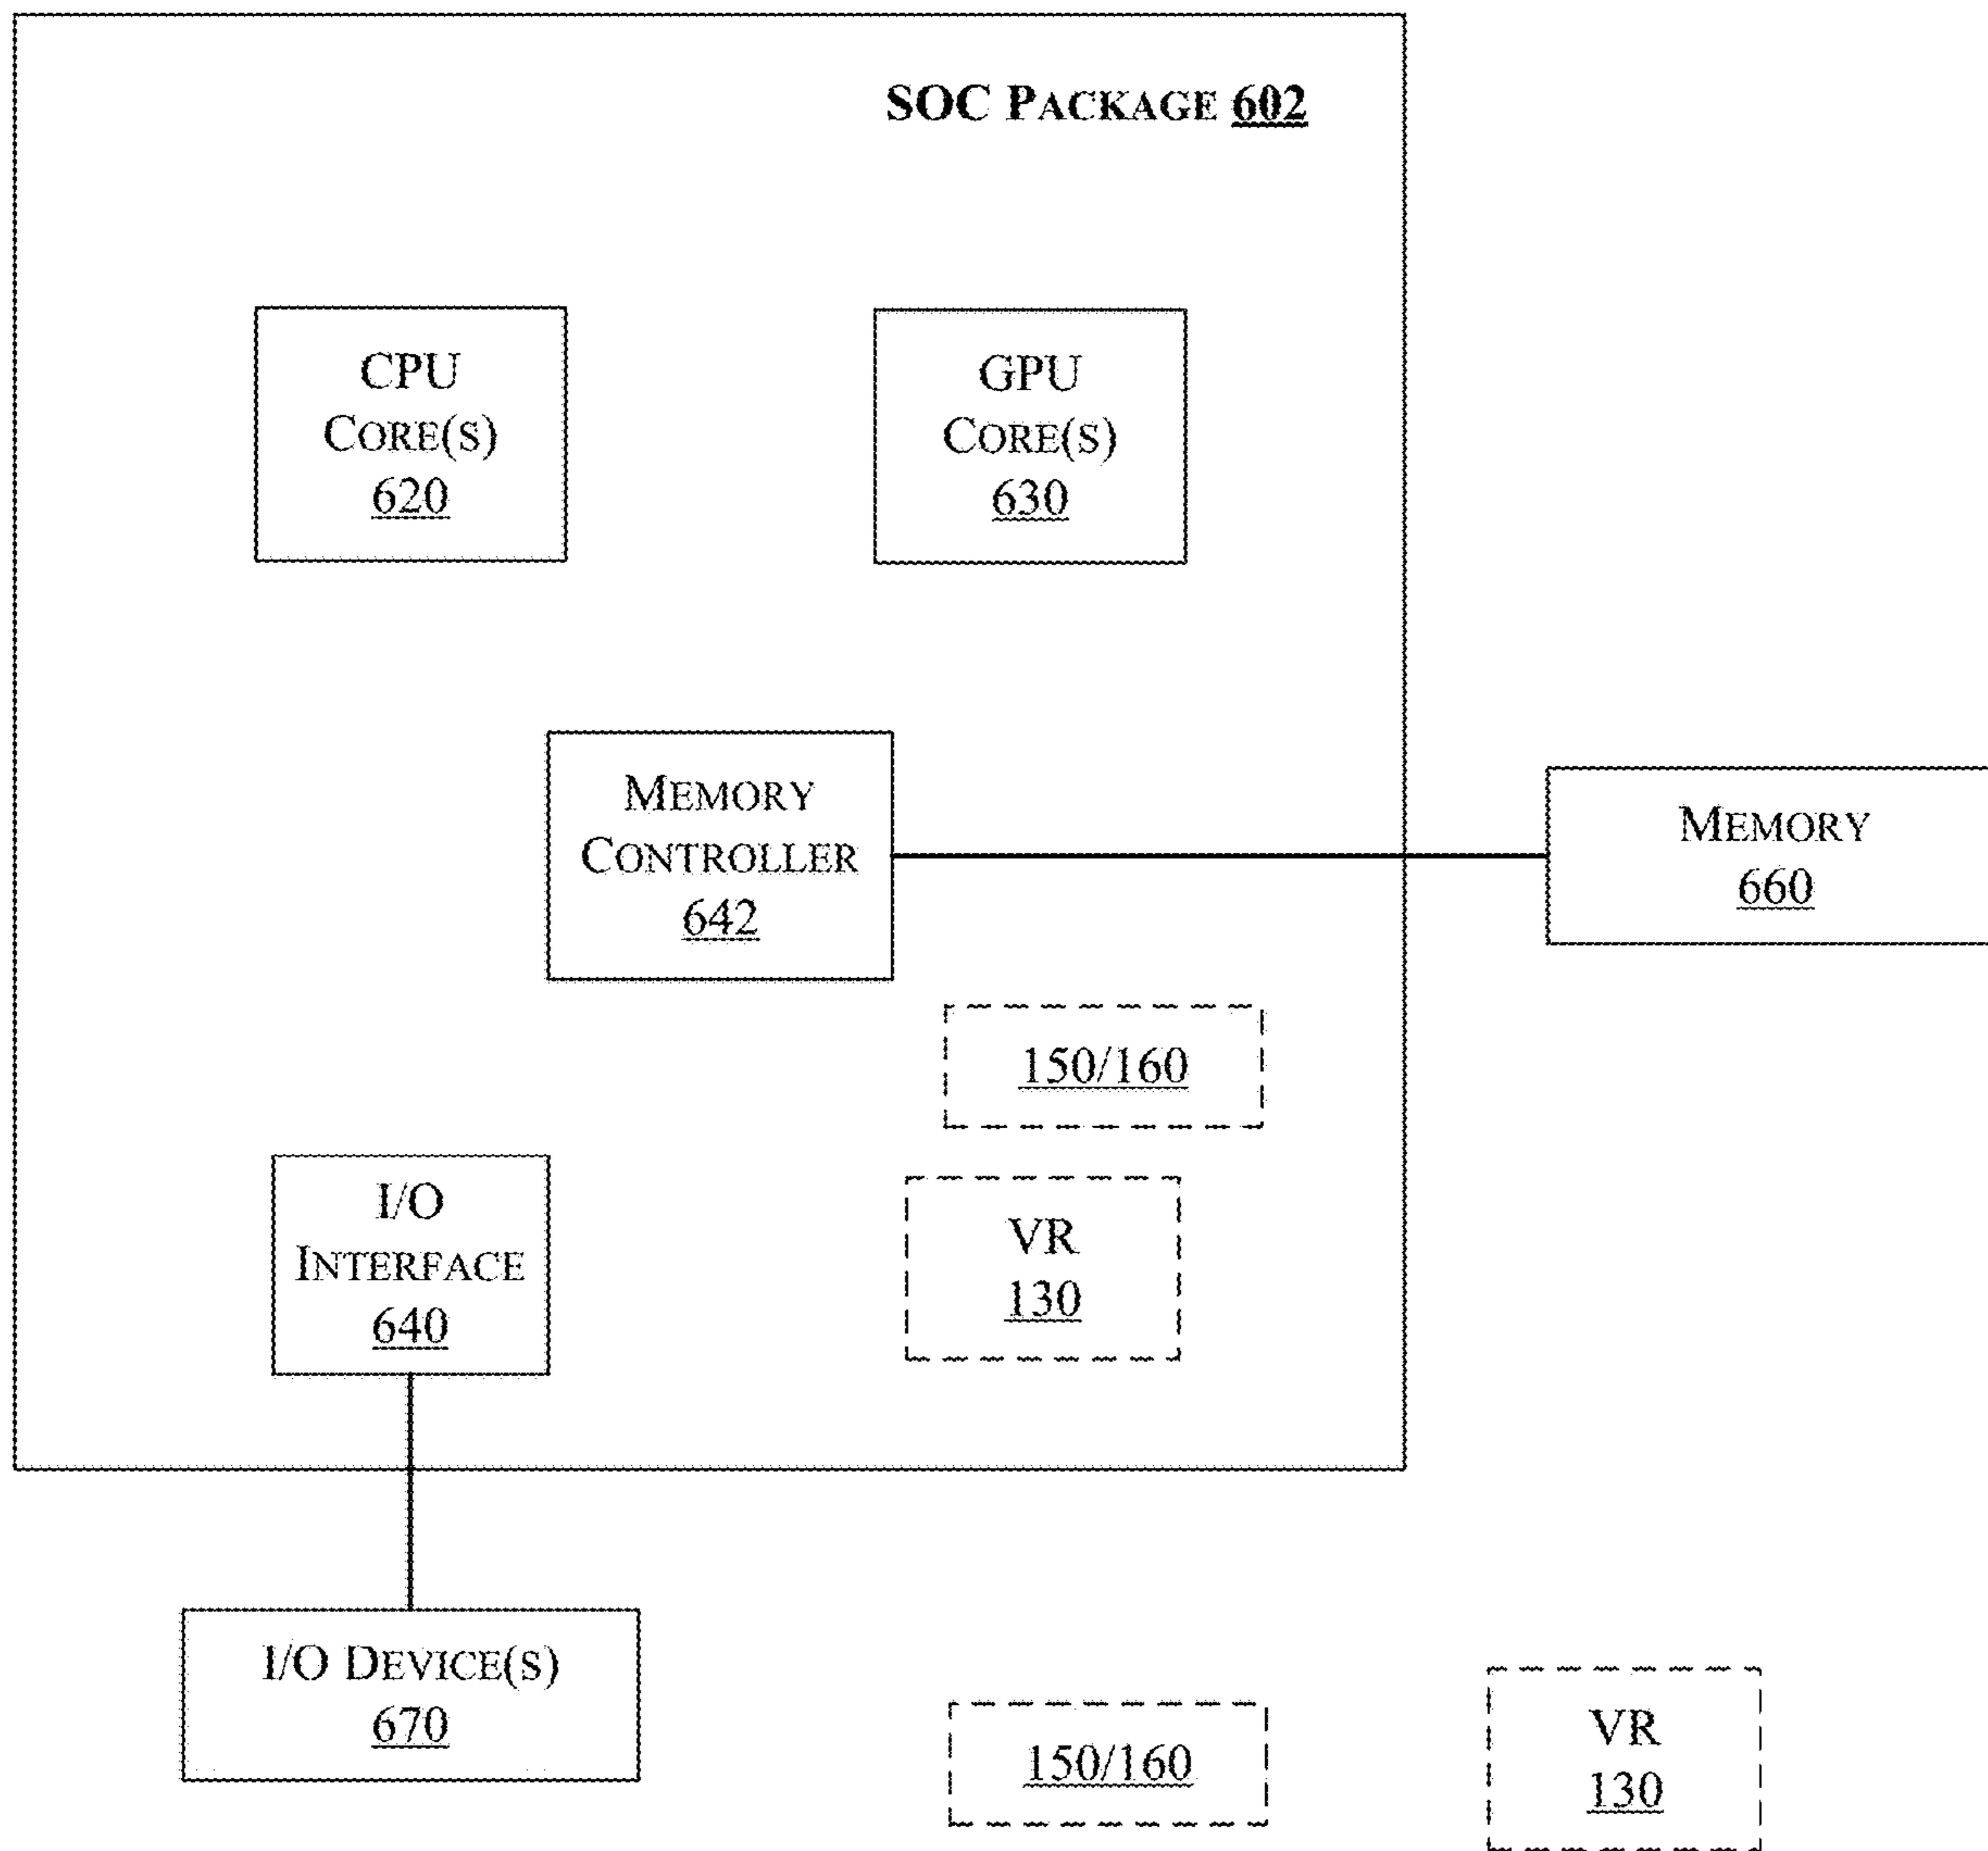 SOC PACKAGE 602
CPU
CORE(S)
620
GPU
CORE(S)
630
MEMORY
CONTROLLER
642
MEMORY
660
150/160
I/O
INTERFACE
640
VR
130
I/O DEVICE(S)
670
150/160
VR
130